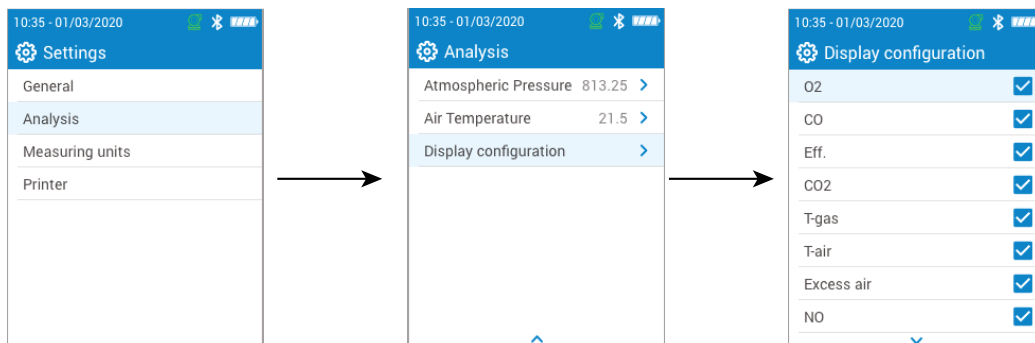 10:35 - 01/03/2020
Settings
General
Analysis
Measuring units
Printer
10:35 - 01/03/2020
Analysis
Atmospheric Pressure 813.25
Air Temperature 21.5
Display configuration
10:35 - 01/03/2020
Display configuration
O2
CO
Eff.
CO2
T-gas
T-air
Excess air
NO